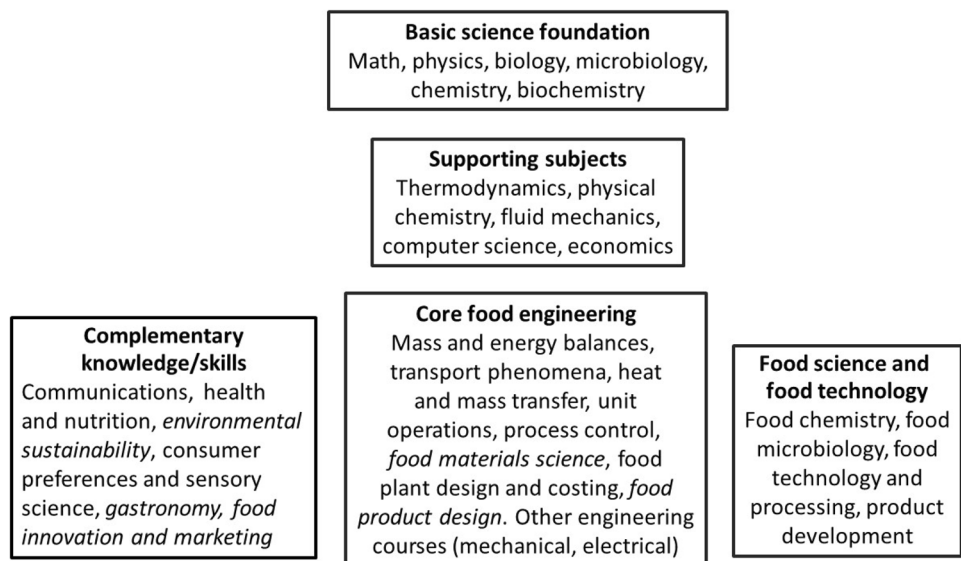 Basic science foundation
Math, physics, biology, microbiology,
chemistry, biochemistry
Supporting subjects
Thermodynamics, physical
chemistry, fluid mechanics,
computer science, economics
Complementary
knowledge/skills
Communications, health
and nutrition, environmental
sustainability, consumer
preferences and sensory
science, gastronomy, food
innovation and marketing
Core food engineering
Mass and energy balances,
transport phenomena, heat
and mass transfer, unit
operations, process control,
food materials science, food
plant design and costing, food
product design. Other engineering
courses (mechanical, electrical)
Food science and
food technology
Food chemistry, food
microbiology, food
technology and
processing, product
development